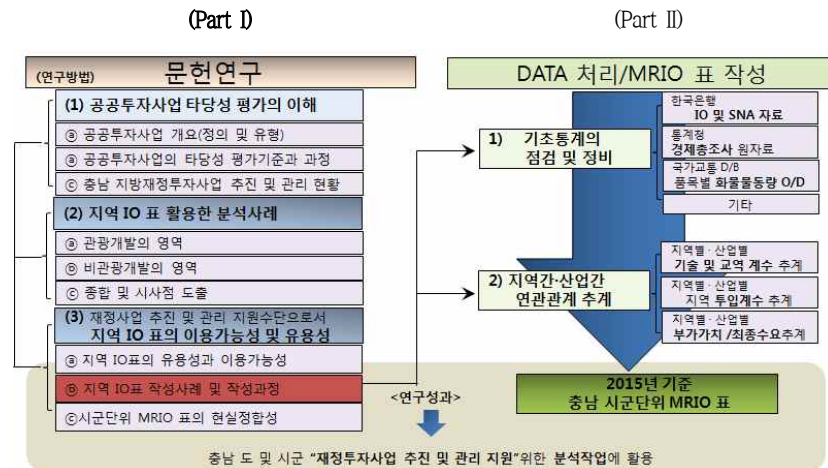 (Part Ⅰ)
(연구방법) 문헌연구
(1) 공공투자사업 타당성 평가의 이해
ⓐ 공공투자사업 개요(정의 및 유형)
ⓐ 공공투자사업의 타당성 평가기준과 과정
ⓒ 충남 지방재정투자사업 추진 및 관리 현황
(2) 지역 IO 표 활용한 분석사례
ⓐ 관광개발의 영역
ⓑ 비관광개발의 영역
ⓒ 종합 및 시사점 도출
(3) 재정사업 추진 및 관리 지원수단으로서
지역 IO 표의 이용가능성 및 유용성
ⓐ 지역 IO표의 유용성과 이용가능성
ⓑ 지역 IO표 작성사례 및 작성과정
ⓒ시군단위 MRIO 표의 현실정합성
(Part Ⅱ)
DATA 처리/MRIO 표 작성
1) 기초통계의
점검 및 정비
한국은행
IO 및 SNA 자료
통계청
경제총조사 원자료
국가교통 D/B
품목별 화물물동량 O/D
기타
2) 지역간·산업간
연관관계 추계
지역별·산업별
기술 및 교역 계수 추계
지역별·산업별
지역 투입계수 추계
지역별·산업별
부가가치/최종수요추계
2015년 기준
충남 시군단위 MRIO 표
<연구성과>
충남 도 및 시군 “재정투자사업 추진 및 관리 지원”위한 분석작업에 활용